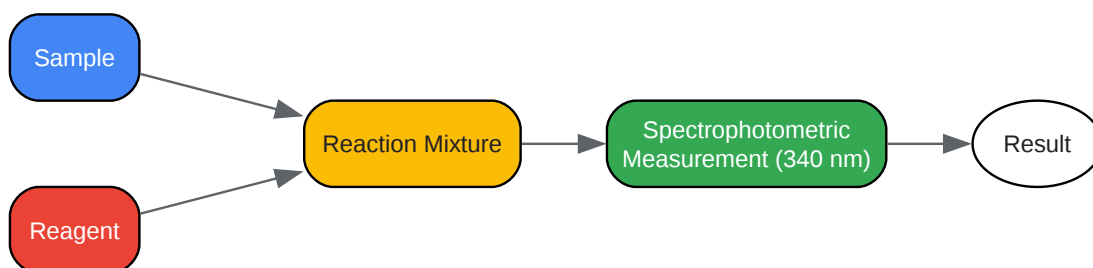 Sample
Reagent
Reaction Mixture
Spectrophotometric
Measurement (340 nm)
Result